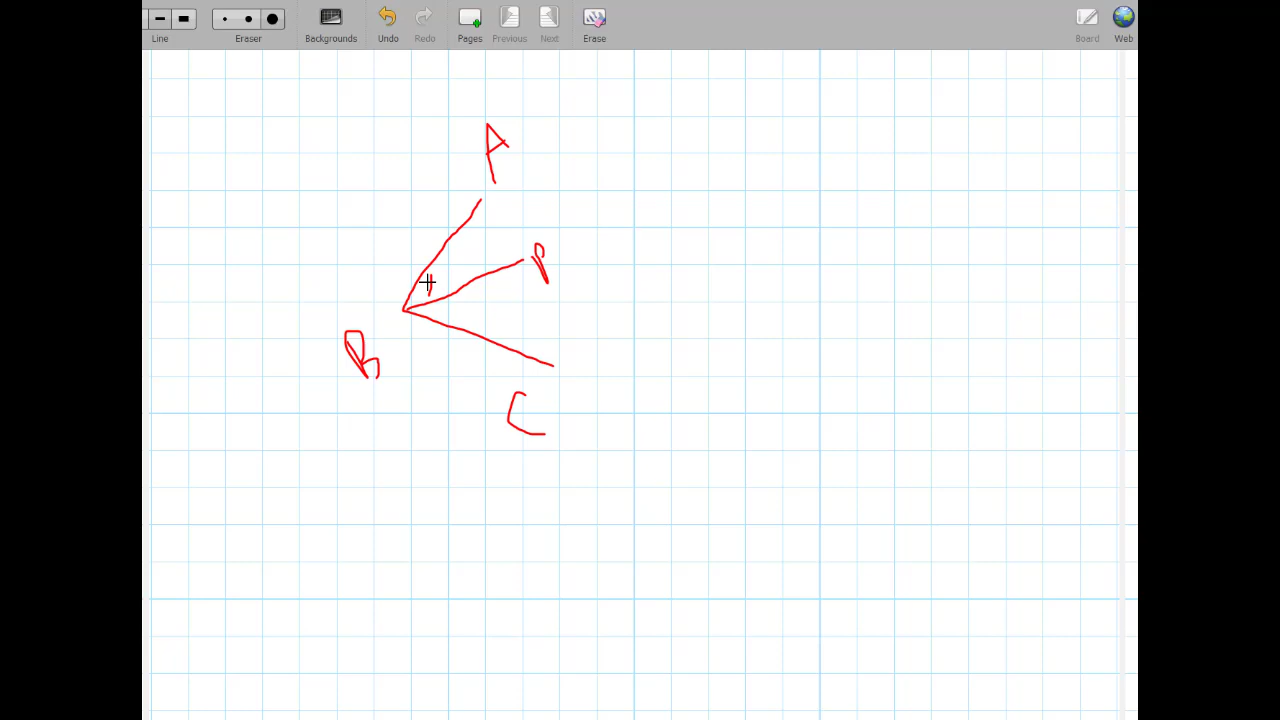 Line
Eraser
Backgrounds
Undo
Redo
Pages
Previous
Next
Erase
Board
Web
A
B
C